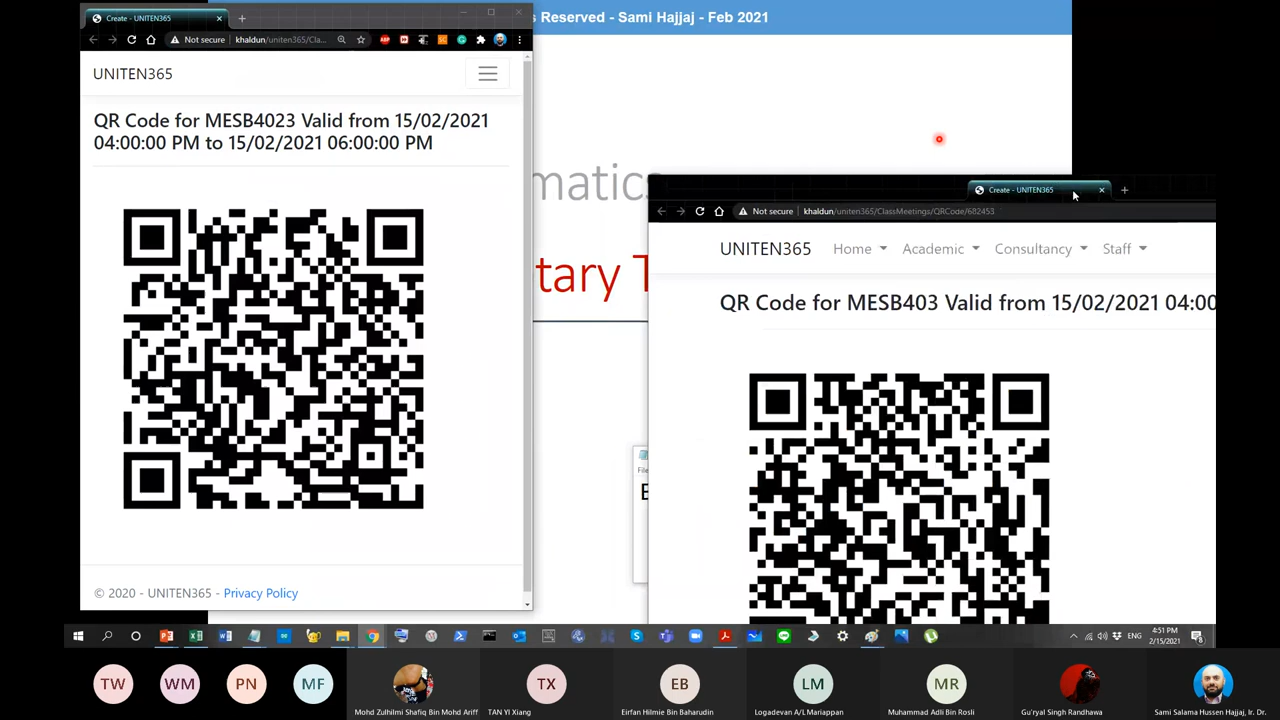 Create - UNITEN365
s Reserved - Sami Hajjaj - Feb 2021
Not secure khaldun/uniten365/Cla...
UNITEN365
QR Code for MESB4023 Valid from 15/02/2021
04:00:00 PM to 15/02/2021 06:00:00 PM
matics
tary T
Create - UNITEN365
Not secure khaldun/uniten365/ClassMeetings/QRCode/682453
UNITEN365 Home Academic Consultancy Staff
QR Code for MESB403 Valid from 15/02/2021 04:00
File
© 2020 - UNITEN365 - Privacy Policy
ENG
4:51 PM
2/15/2021
TW WM PN MF TX EB LM MR
Mohd Zulhilmi Shafiq Bin Mohd Ariff TAN YI Xiang Eirfan Hilmie Bin Baharudin Logadevan A/L Mariappan Muhammad Adli Bin Rosli Gu'ryal Singh Randhawa Sami Salama Hussen Hajjaj, Ir. Dr.